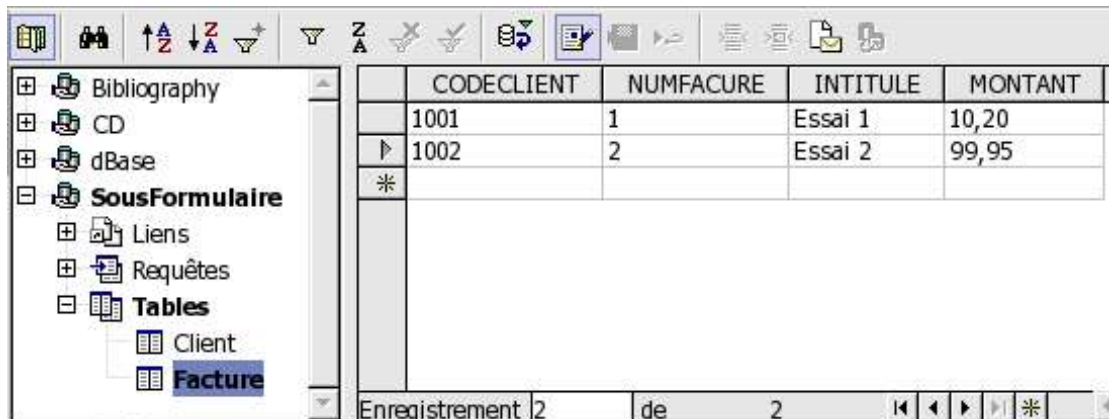 Bibliography
CD
dBase
SousFormulaire
Liens
Requêtes
Tables
Client
Facture
CODECLIENT NUMFACURE INTITULE MONTANT
1001 1 Essai 1 10,20
1002 2 Essai 2 99,95
Enregistrement 2 de 2